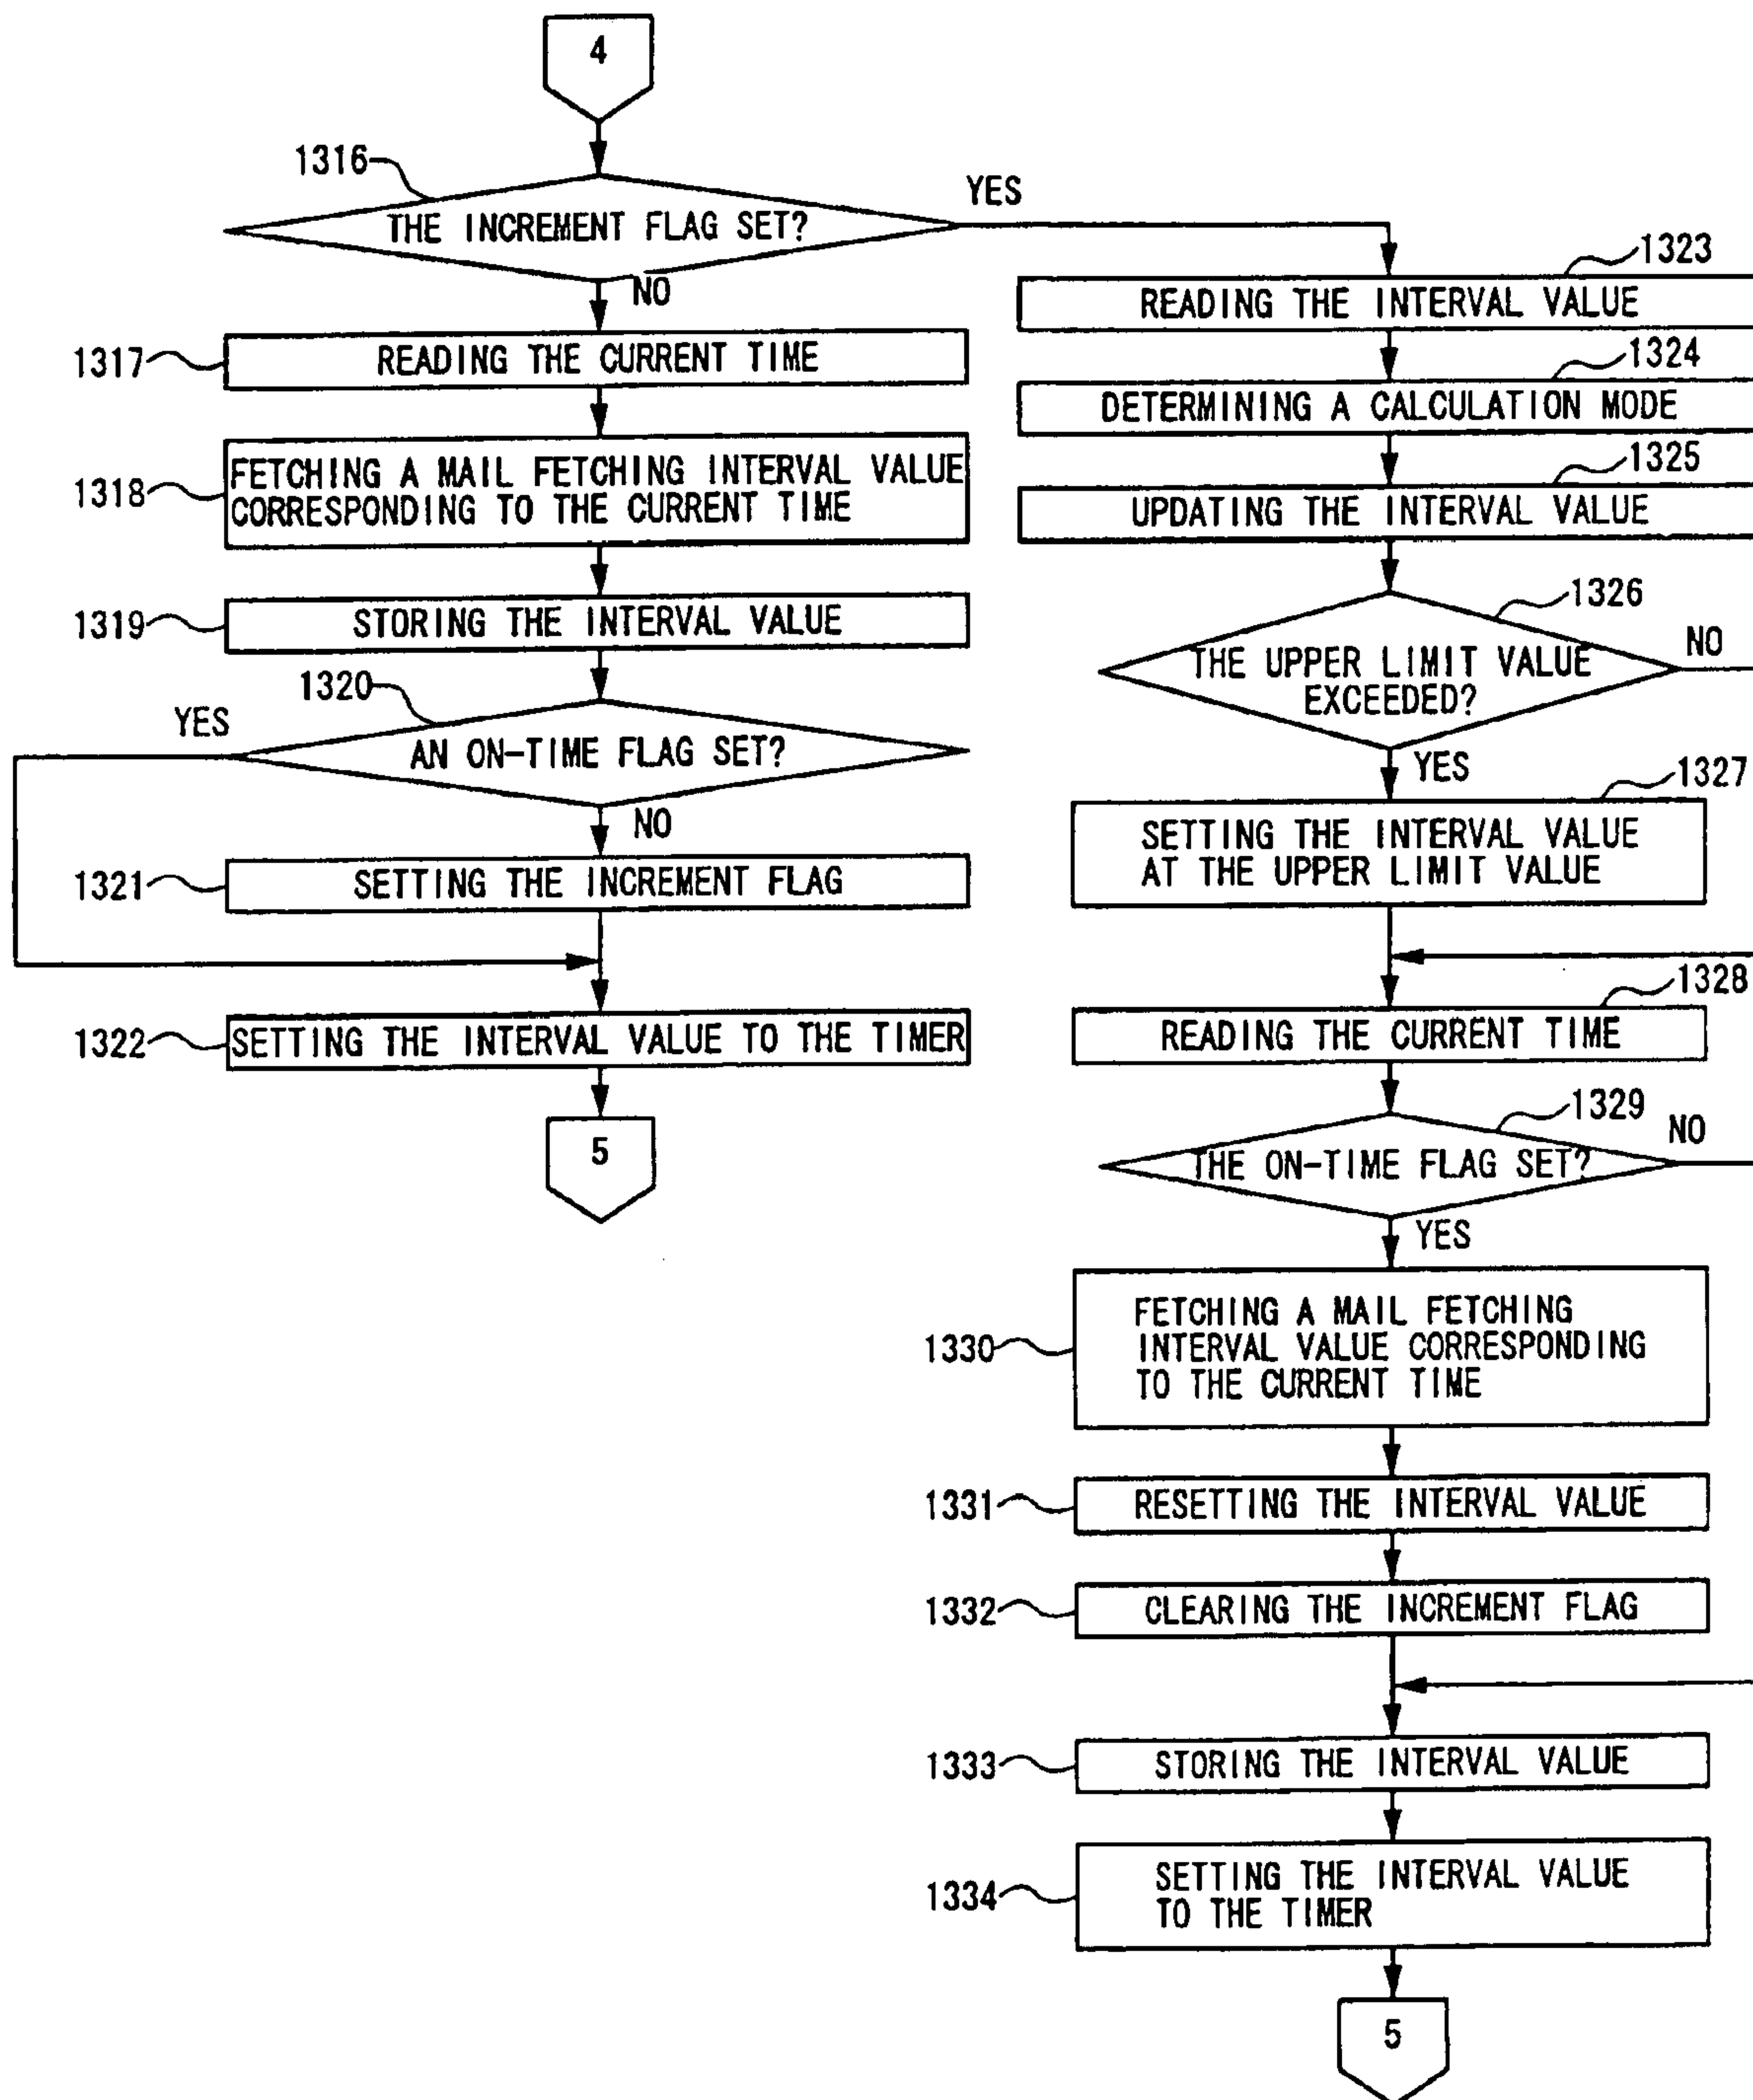 4
1316
THE INCREMENT FLAG SET?
YES
NO
1317
READING THE CURRENT TIME
1318
FETCHING A MAIL FETCHING INTERVAL VALUE
CORRESPONDING TO THE CURRENT TIME
1319
STORING THE INTERVAL VALUE
1320
YES
AN ON-TIME FLAG SET?
NO
1321
SETTING THE INCREMENT FLAG
1322
SETTING THE INTERVAL VALUE TO THE TIMER
5
1323
READING THE INTERVAL VALUE
1324
DETERMINING A CALCULATION MODE
1325
UPDATING THE INTERVAL VALUE
1326
NO
THE UPPER LIMIT VALUE
EXCEEDED?
YES
1327
SETTING THE INTERVAL VALUE
AT THE UPPER LIMIT VALUE
1328
READING THE CURRENT TIME
1329
NO
THE ON-TIME FLAG SET?
YES
1330
FETCHING A MAIL FETCHING
INTERVAL VALUE CORRESPONDING
TO THE CURRENT TIME
1331
RESETTING THE INTERVAL VALUE
1332
CLEARING THE INCREMENT FLAG
1333
STORING THE INTERVAL VALUE
1334
SETTING THE INTERVAL VALUE
TO THE TIMER
5